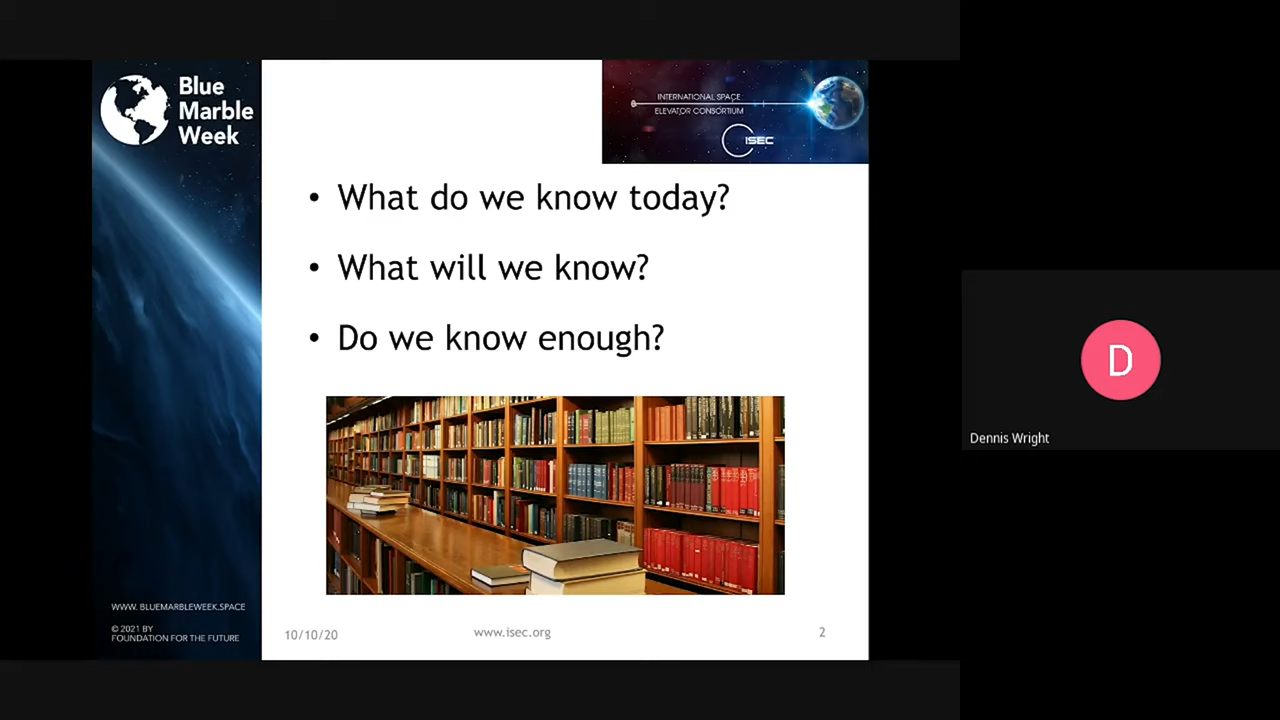 Blue
Marble
Week
INTERNATIONAL SPACE
ELEVATOR CONSORTIUM
ISEC
• What do we know today?
• What will we know?
• Do we know enough?
WWW. BLUEMARBLEWEEK.SPACE
© 2021 BY
FOUNDATION FOR THE FUTURE
10/10/20
www.isec.org
2
D
Dennis Wright